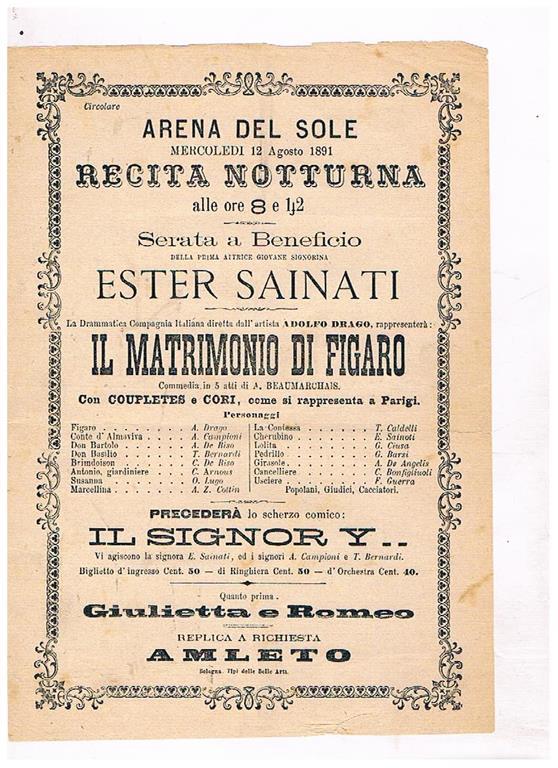 Circolare
ARENA DEL SOLE
MERCOLEDI 12 Agosto 1891
RECITA NOTTURNA
alle ore 8 e 1|2
Serata a Beneficio
DELLA PRIMA ATTRICE GIOVANE SIGNORINA
ESTER SAINATI
La Drammatica Compagnia Italiana diretta dall'artista ADOLFO DRAGO, rappresenterà:
IL MATRIMONIO DI FIGARO
Commedia in 5 atti di A. BEAUMARCHAIS.
Con COUPLETES e CORI, come si rappresenta a Parigi.
Personaggi
Figaro . . . . . . A. Drago
Conte d'Almaviva . . . A. Campioni
Don Bartolo . . . . A. De Riso
Don Basilio . . . . T. Bernardi
Brindoison . . . . C. De Riso
Antonio, giardiniere . . C. Arnous
Susanna . . . . . O. Lugo
Marcellina . . . . . A. Z. Cottin
La Contessa . . . . . T. Caldelli
Cherubino . . . . . E. Sainati
Lolita . . . . . . G. Ciusa
Pedrillo . . . . . . G. Barsi
Girasole . . . . . . A. De Angelis
Cancelliere . . . . . C. Bonfigliuoli
Usciere . . . . . . F. Guerra
Popolani, Giudici, Cacciatori.
PRECEDERÀ lo scherzo comico:
IL SIGNOR Y..
Vi agiscono la signora E. Sainati, ed i signori A. Campioni e T. Bernardi.
Biglietto d'ingresso Cent. 50 — di Ringhiera Cent. 50 — d'Orchestra Cent. 40.
Quanto prima.
Giulietta e Romeo
REPLICA A RICHIESTA
AMLETO
Bologna. Tipi delle Belle Arti.